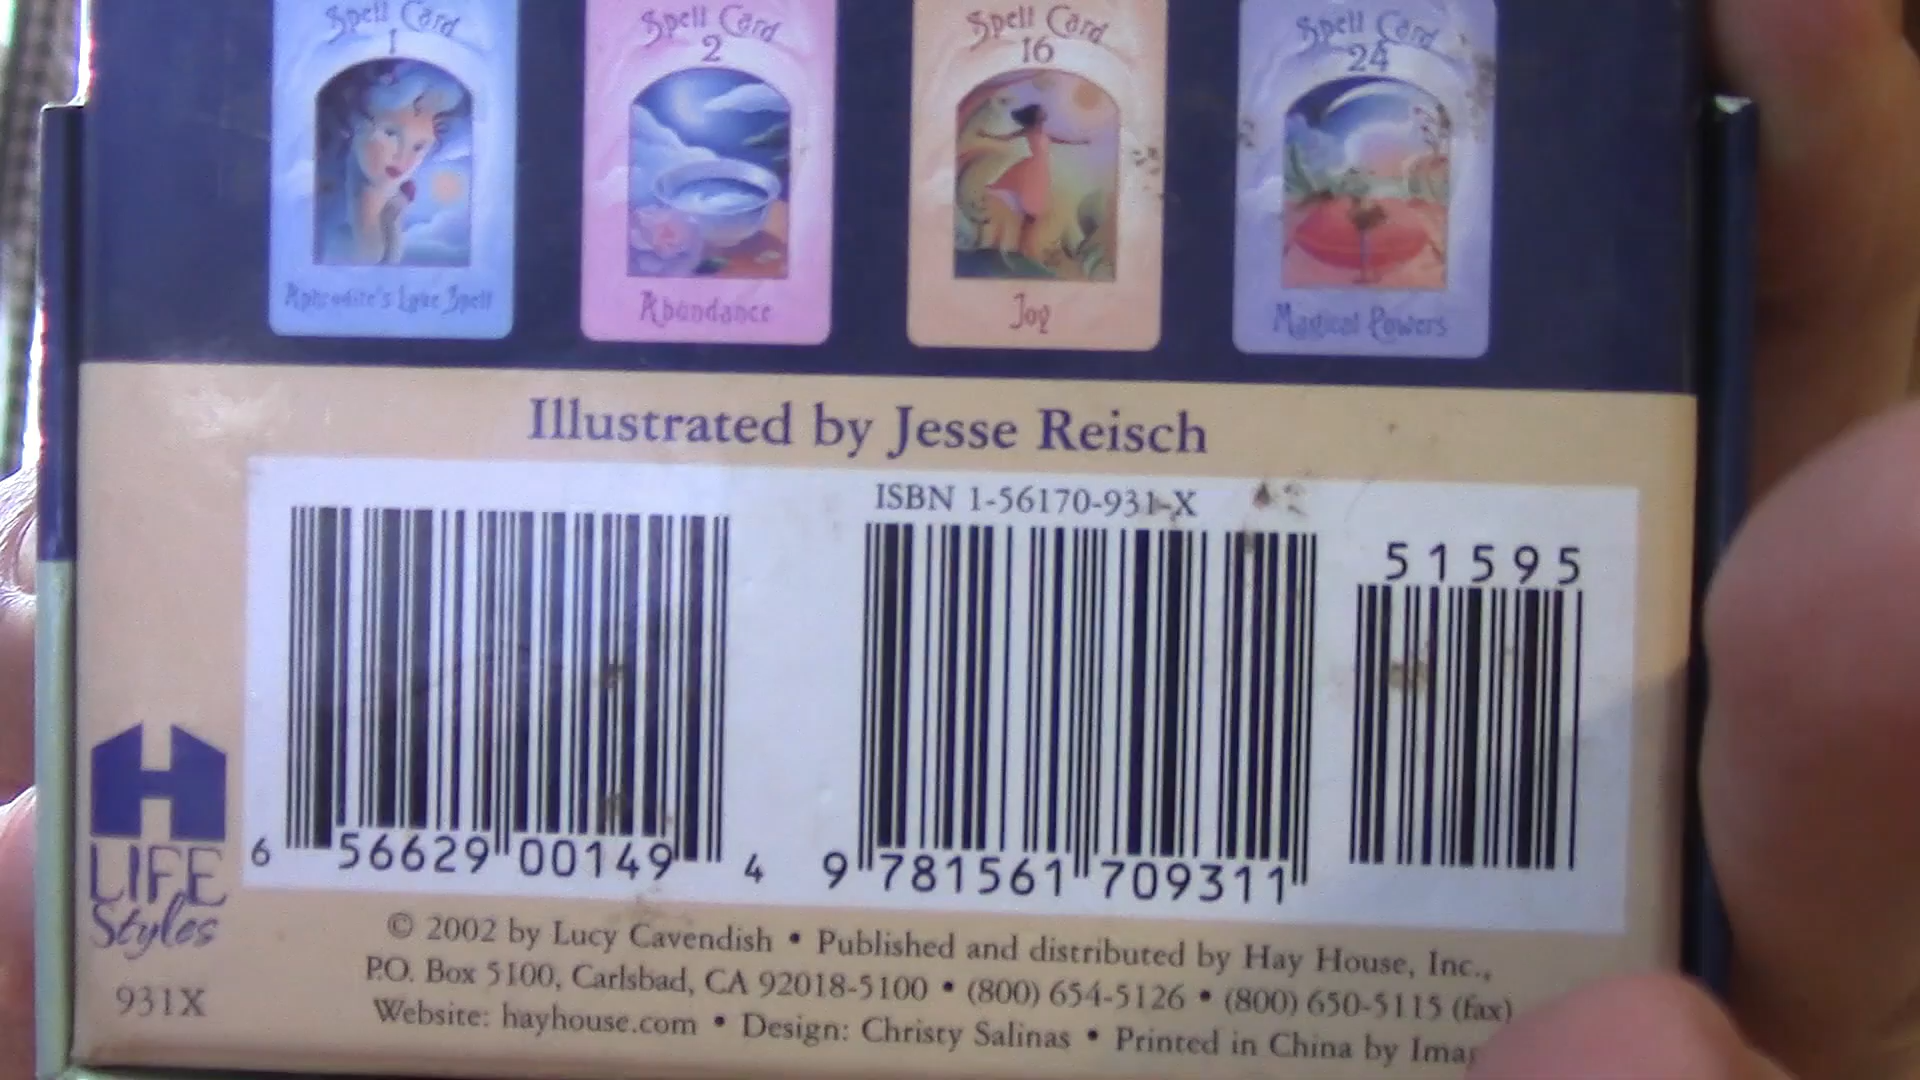 Spell Card
1
Aphrodite's Love Spell
Spell Card
2
Abundance
Spell Card
16
Joy
Spell Card
24
Magical Powers
Illustrated by Jesse Reisch
ISBN 1-56170-931-X
51595
6 56629 00149 4
9 781561 709311
H
LIFE
Styles
931X
© 2002 by Lucy Cavendish • Published and distributed by Hay House, Inc.,
P.O. Box 5100, Carlsbad, CA 92018-5100 • (800) 654-5126 • (800) 650-5115 (fax)
Website: hayhouse.com • Design: Christy Salinas • Printed in China by